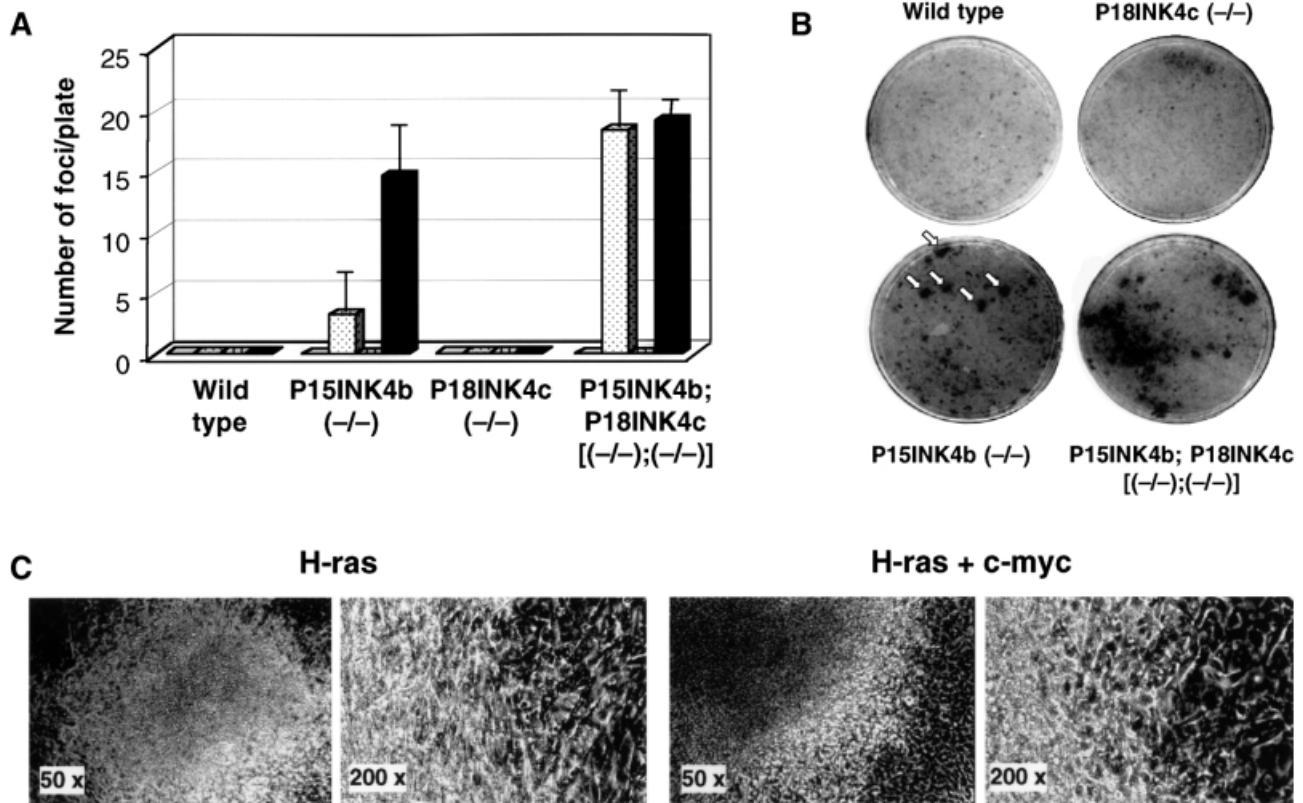 A
Number of foci/plate
25
20
15
10
5
0
Wild type
P15INK4b (–/–)
P18INK4c (–/–)
P15INK4b; P18INK4c [(–/–);(–/–)]
B
Wild type
P18INK4c (–/–)
P15INK4b (–/–)
P15INK4b; P18INK4c
[(–/–);(–/–)]
C
H-ras
H-ras + c-myc
50 x
200 x
50 x
200 x